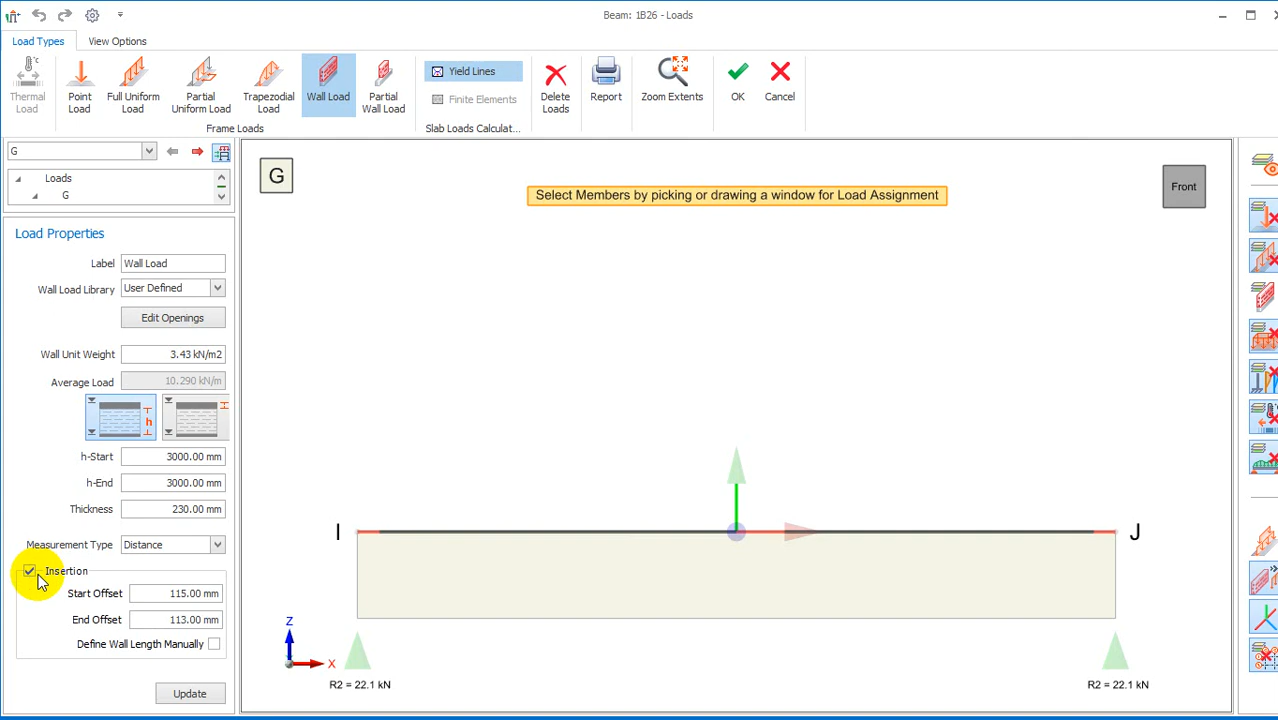 Beam: 1B26 - Loads
Load Types
View Options
Thermal Load
Point Load
Full Uniform Load
Partial Uniform Load
Trapezodial Load
Wall Load
Partial Wall Load
Yield Lines
Finite Elements
Delete Loads
Report
Zoom Extents
OK
Cancel
Frame Loads
Slab Loads Calculat...
G
Loads
G
G
Select Members by picking or drawing a window for Load Assignment
Front
Load Properties
Label
Wall Load
Wall Load Library
User Defined
Edit Openings
Wall Unit Weight
3.43 kN/m2
Average Load
10.290 kN/m
h
h-Start
3000.00 mm
h-End
3000.00 mm
Thickness
230.00 mm
Measurement Type
Distance
Insertion
Start Offset
115.00 mm
End Offset
113.00 mm
Define Wall Length Manually
Update
I
J
Z
X
R2 = 22.1 kN
R2 = 22.1 kN